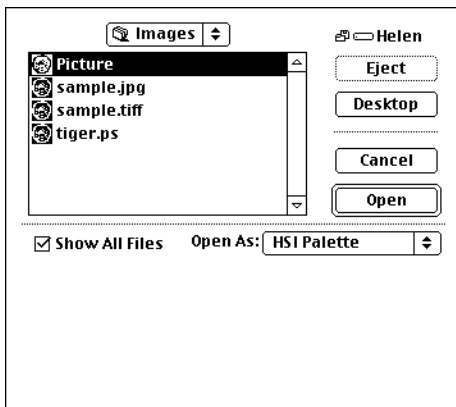 Images
Helen
Picture
sample.jpg
sample.tiff
tiger.ps
Eject
Desktop
Cancel
Open
Show All Files
Open As: HSI Palette